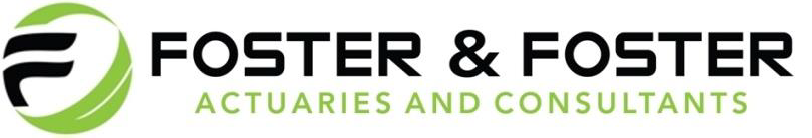 FOSTER & FOSTER
ACTUARIES AND CONSULTANTS